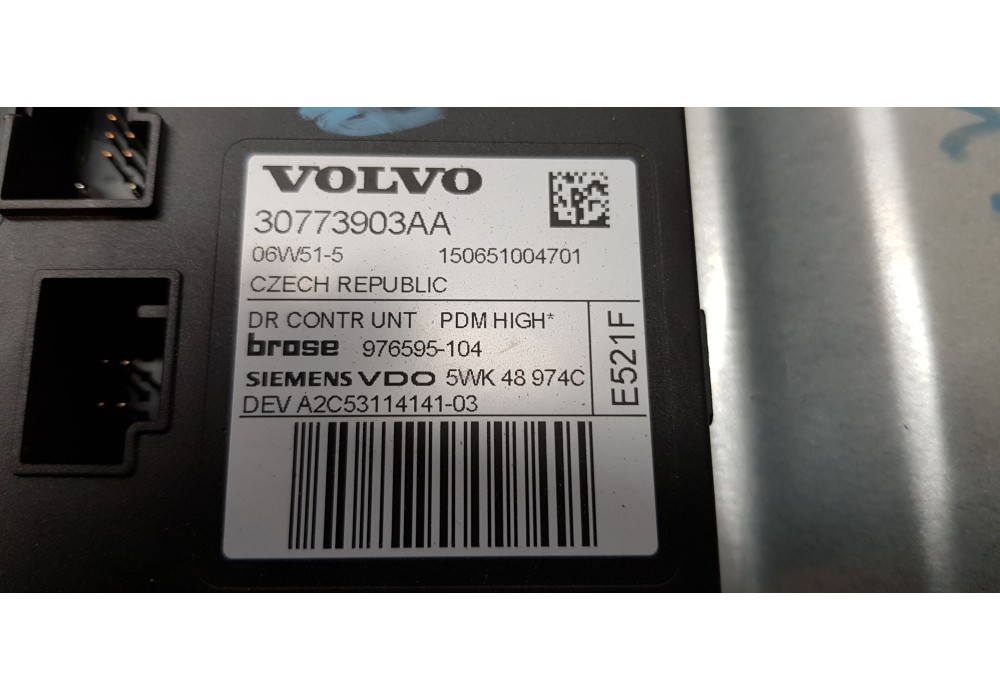 VOLVO
30773903AA
06W51-5 150651004701
CZECH REPUBLIC
DR CONTR UNT PDM HIGH*
brose 976595-104
SIEMENS VDO 5WK 48 974C
DEV A2C53114141-03
E521F